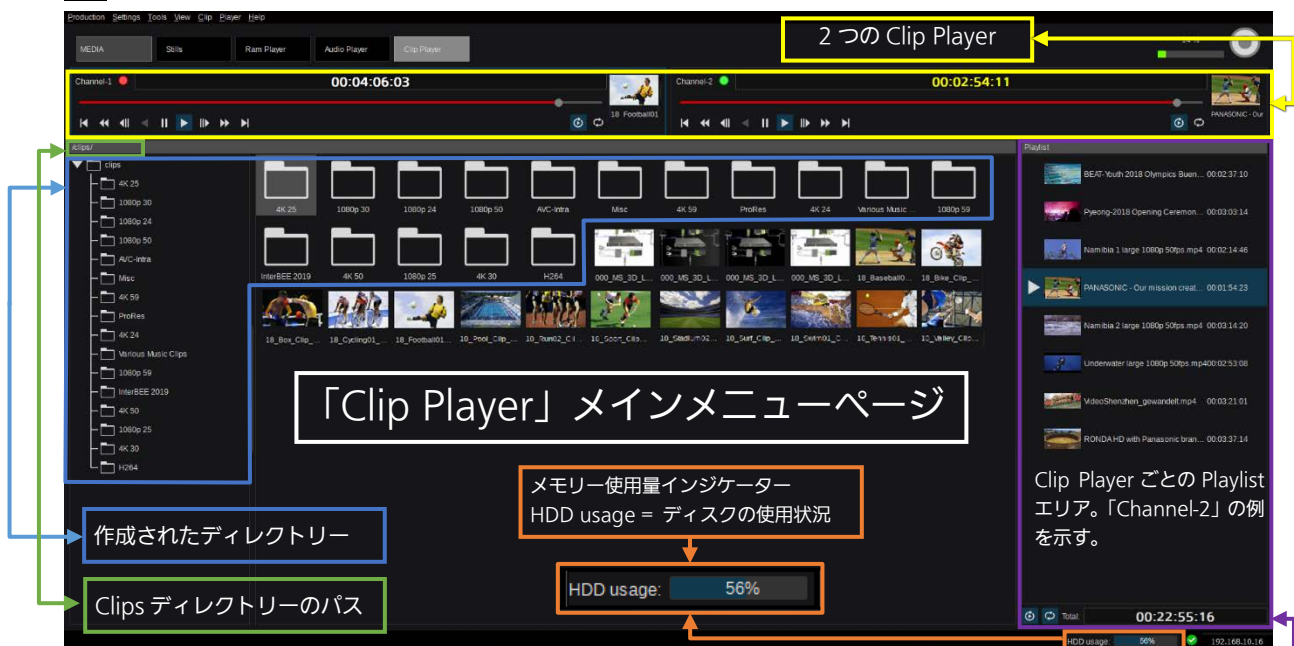 Production Settings Tools View Clip Player Help
MEDIA
Stills
Ram Player
Audio Player
Clip Player
2 つの Clip Player
Channel-1
00:04:06:03
18 Football01
Channel-2
00:02:54:11
PANASONIC - Our
/clips/
clips
4K 25
1080p 30
1080p 24
1080p 50
AVC-Intra
Misc
4K 59
ProRes
4K 24
Various Music Clips
1080p 59
InterBEE 2019
4K 50
1080p 25
4K 30
H264
4K 25
1080p 30
1080p 24
1080p 50
AVC-Intra
Misc
4K 59
ProRes
4K 24
Various Music ...
1080p 59
InterBEE 2019
4K 50
1080p 25
4K 30
H264
000_MS_3D_L...
000_MS_3D_L...
000_MS_3D_L...
000_MS_3D_L...
18_Baseball0...
18_Bike_Clip_...
18_Box_Clip_...
18_Cycling01_...
18_Football01...
Playlist
BEAT-Youth 2018 Olympics Buen... 00:02:37:10
Pyeong-2018 Opening Ceremon... 00:03:03:14
Namibia 1 large 1080p 50fps.mp4 00:02:14:46
PANASONIC - Our mission creat... 00:01:54:23
Namibia 2 large 1080p 50fps.mp4 00:03:14:20
Underwater large 1080p 50fps.mp4 00:02:53:08
VideoShenzhen_gewandelt.mp4 00:03:21:01
RONDA HD with Panasonic bran... 00:03:37:14
「Clip Player」メインメニューページ
メモリー使用量インジケーター
HDD usage = ディスクの使用状況
HDD usage: 56%
作成されたディレクトリー
Clips ディレクトリーのパス
Clip Player ごとの Playlist
エリア。「Channel-2」の例
を示す。
Total: 00:22:55:16
HDD usage: 56% 192.168.10.16